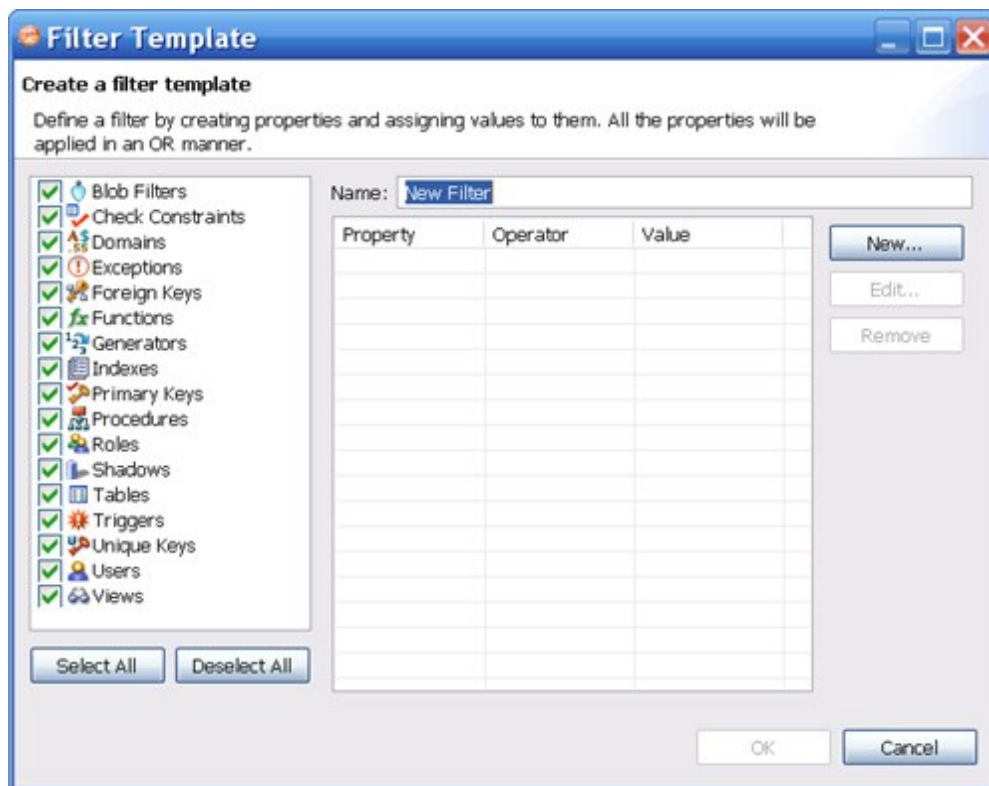 Filter Template
Create a filter template
Define a filter by creating properties and assigning values to them. All the properties will be
applied in an OR manner.
Blob Filters
Check Constraints
Domains
Exceptions
Foreign Keys
Functions
Generators
Indexes
Primary Keys
Procedures
Roles
Shadows
Tables
Triggers
Unique Keys
Users
Views
Select All
Deselect All
Name: New Filter
Property Operator Value
New...
Edit...
Remove
OK
Cancel